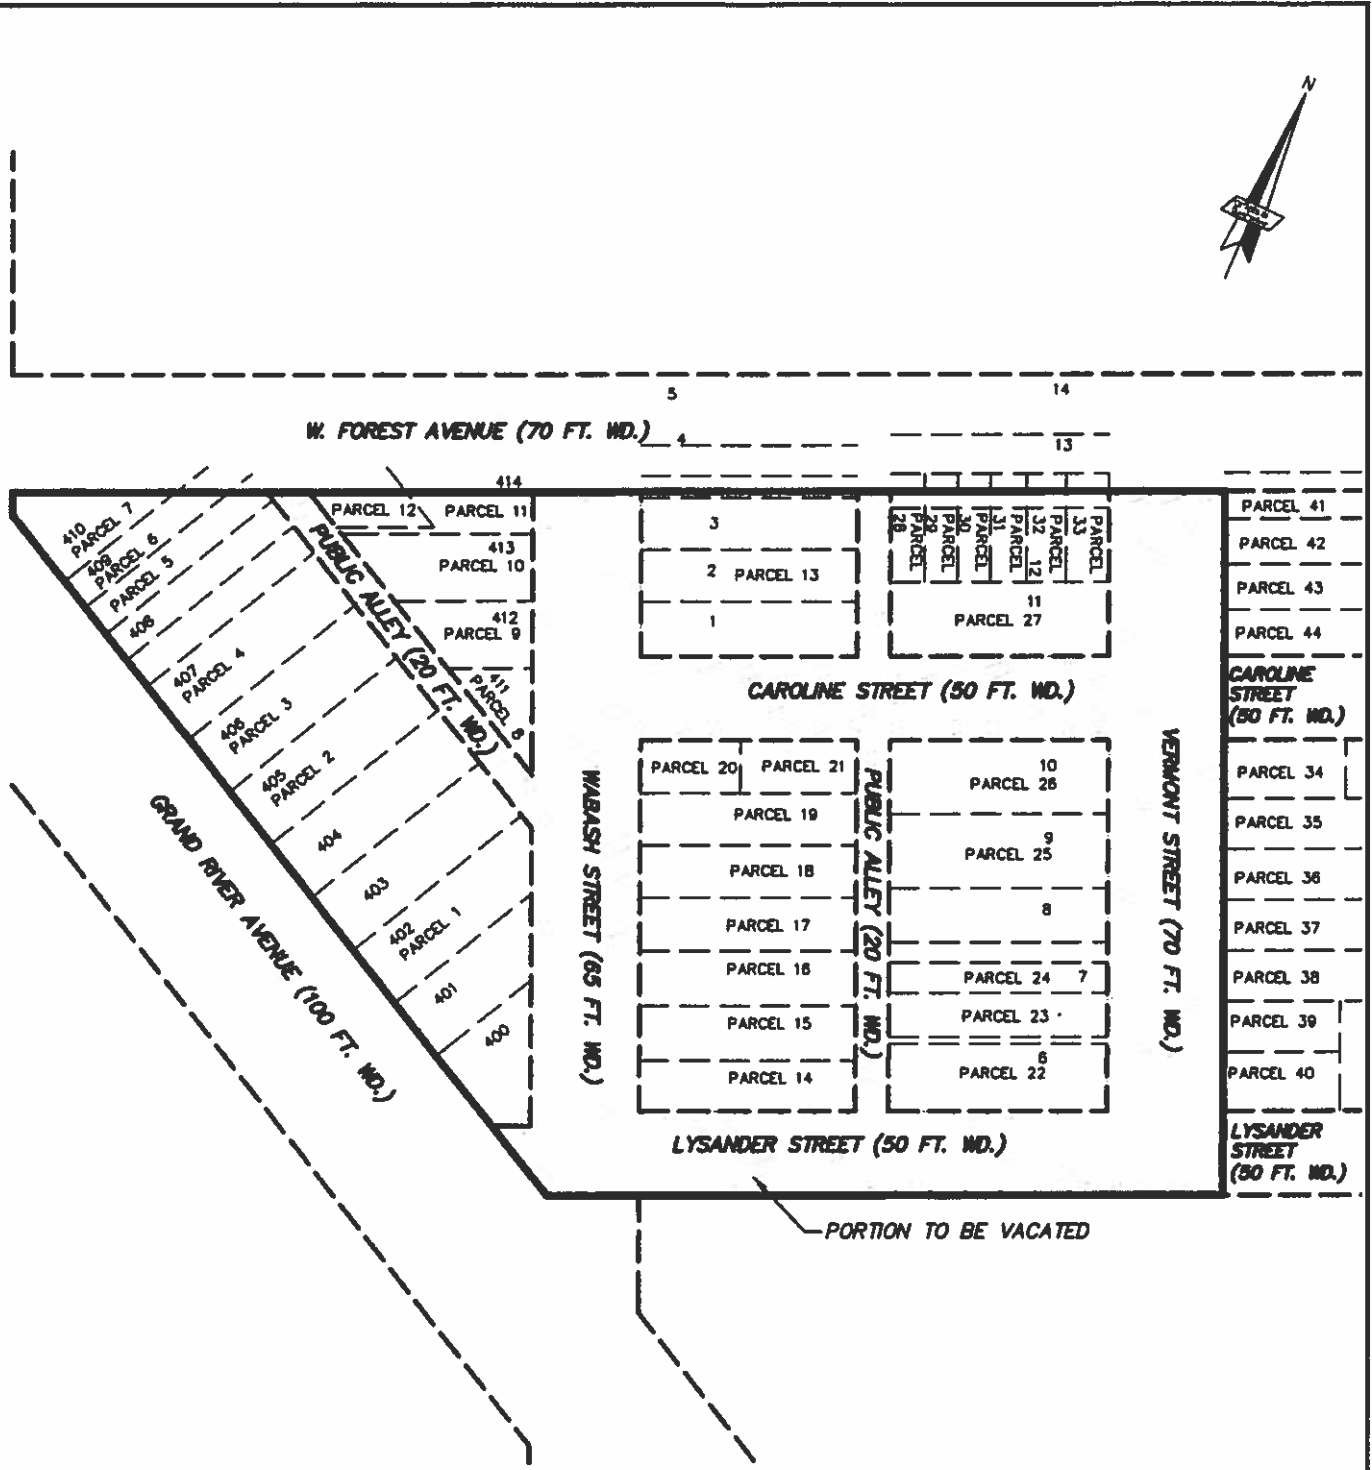 N
5
14
W. FOREST AVENUE (70 FT. WD.)
4
13
414
410
PARCEL 7
409
PARCEL 6
PARCEL 5
408
407
PARCEL 4
406
PARCEL 3
405
PARCEL 2
404
403
402
PARCEL 1
401
400
PUBLIC ALLEY (20 FT. WD.)
PARCEL 12
PARCEL 11
413
PARCEL 10
412
PARCEL 9
411
PARCEL 8
3
2
PARCEL 13
1
PARCEL
28
PARCEL
29
PARCEL
30
PARCEL
31
PARCEL
32
PARCEL
33
12
11
PARCEL 27
PARCEL 41
PARCEL 42
PARCEL 43
PARCEL 44
CAROLINE STREET (50 FT. WD.)
CAROLINE
STREET
(50 FT. WD.)
GRAND RIVER AVENUE (100 FT. WD.)
WABASH STREET (65 FT. WD.)
PARCEL 20
PARCEL 21
PARCEL 19
PARCEL 18
PARCEL 17
PARCEL 16
PARCEL 15
PARCEL 14
PUBLIC ALLEY (20 FT. WD.)
10
PARCEL 26
9
PARCEL 25
8
PARCEL 24
7
PARCEL 23
6
PARCEL 22
VERMONT STREET (70 FT. WD.)
PARCEL 34
PARCEL 35
PARCEL 36
PARCEL 37
PARCEL 38
PARCEL 39
PARCEL 40
LYSANDER STREET (50 FT. WD.)
LYSANDER
STREET
(50 FT. WD.)
PORTION TO BE VACATED